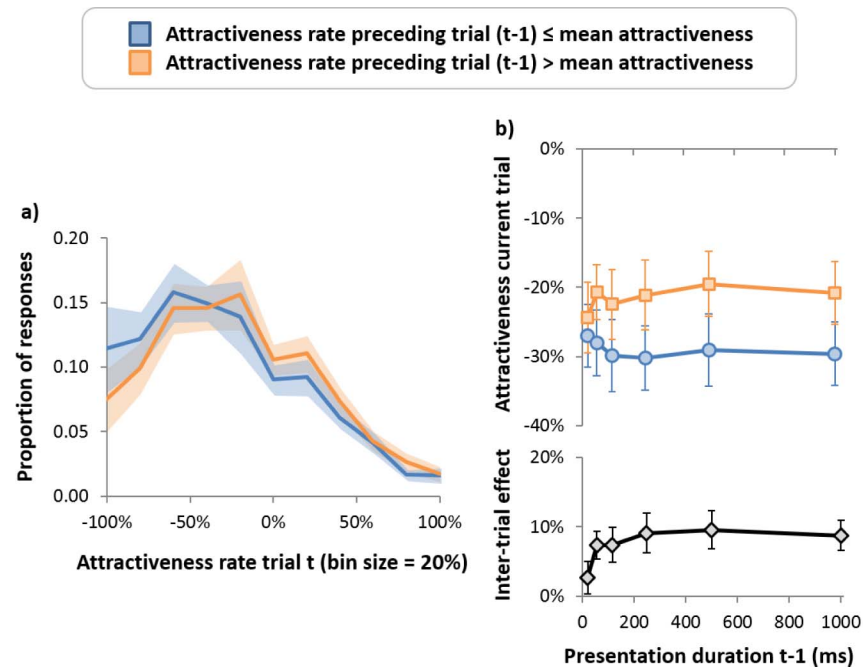 Attractiveness rate preceding trial (t-1) ≤ mean attractiveness
Attractiveness rate preceding trial (t-1) > mean attractiveness
a)
Proportion of responses
0.20
0.15
0.10
0.05
0.00
-100%
-50%
0%
50%
100%
Attractiveness rate trial t (bin size = 20%)
b)
Attractiveness current trial
0%
-10%
-20%
-30%
-40%
Inter-trial effect
20%
10%
0%
0
200
400
600
800
1000
Presentation duration t-1 (ms)